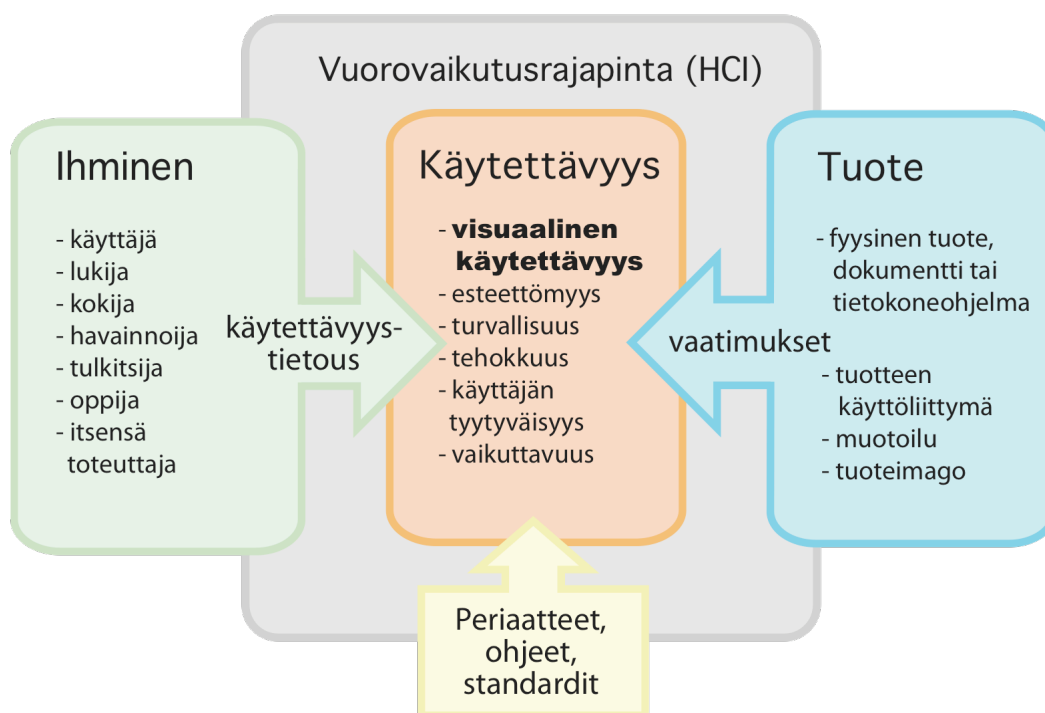 Vuorovaikutusrajapinta (HCI)
Ihminen
- käyttäjä
- lukija
- kokija
- havainnoija
- tulkitsija
- oppija
- itsensä
toteuttaja
käytettävyys-
tietous
Käytettävyys
- visuaalinen
käytettävyys
- esteettömyys
- turvallisuus
- tehokkuus
- käyttäjän
tyytyväisyys
- vaikuttavuus
vaatimukset
Tuote
- fyysinen tuote,
dokumentti tai
tietokoneohjelma
- tuotteen
käyttöliittymä
- muotoilu
- tuoteimago
Periaatteet,
ohjeet,
standardit